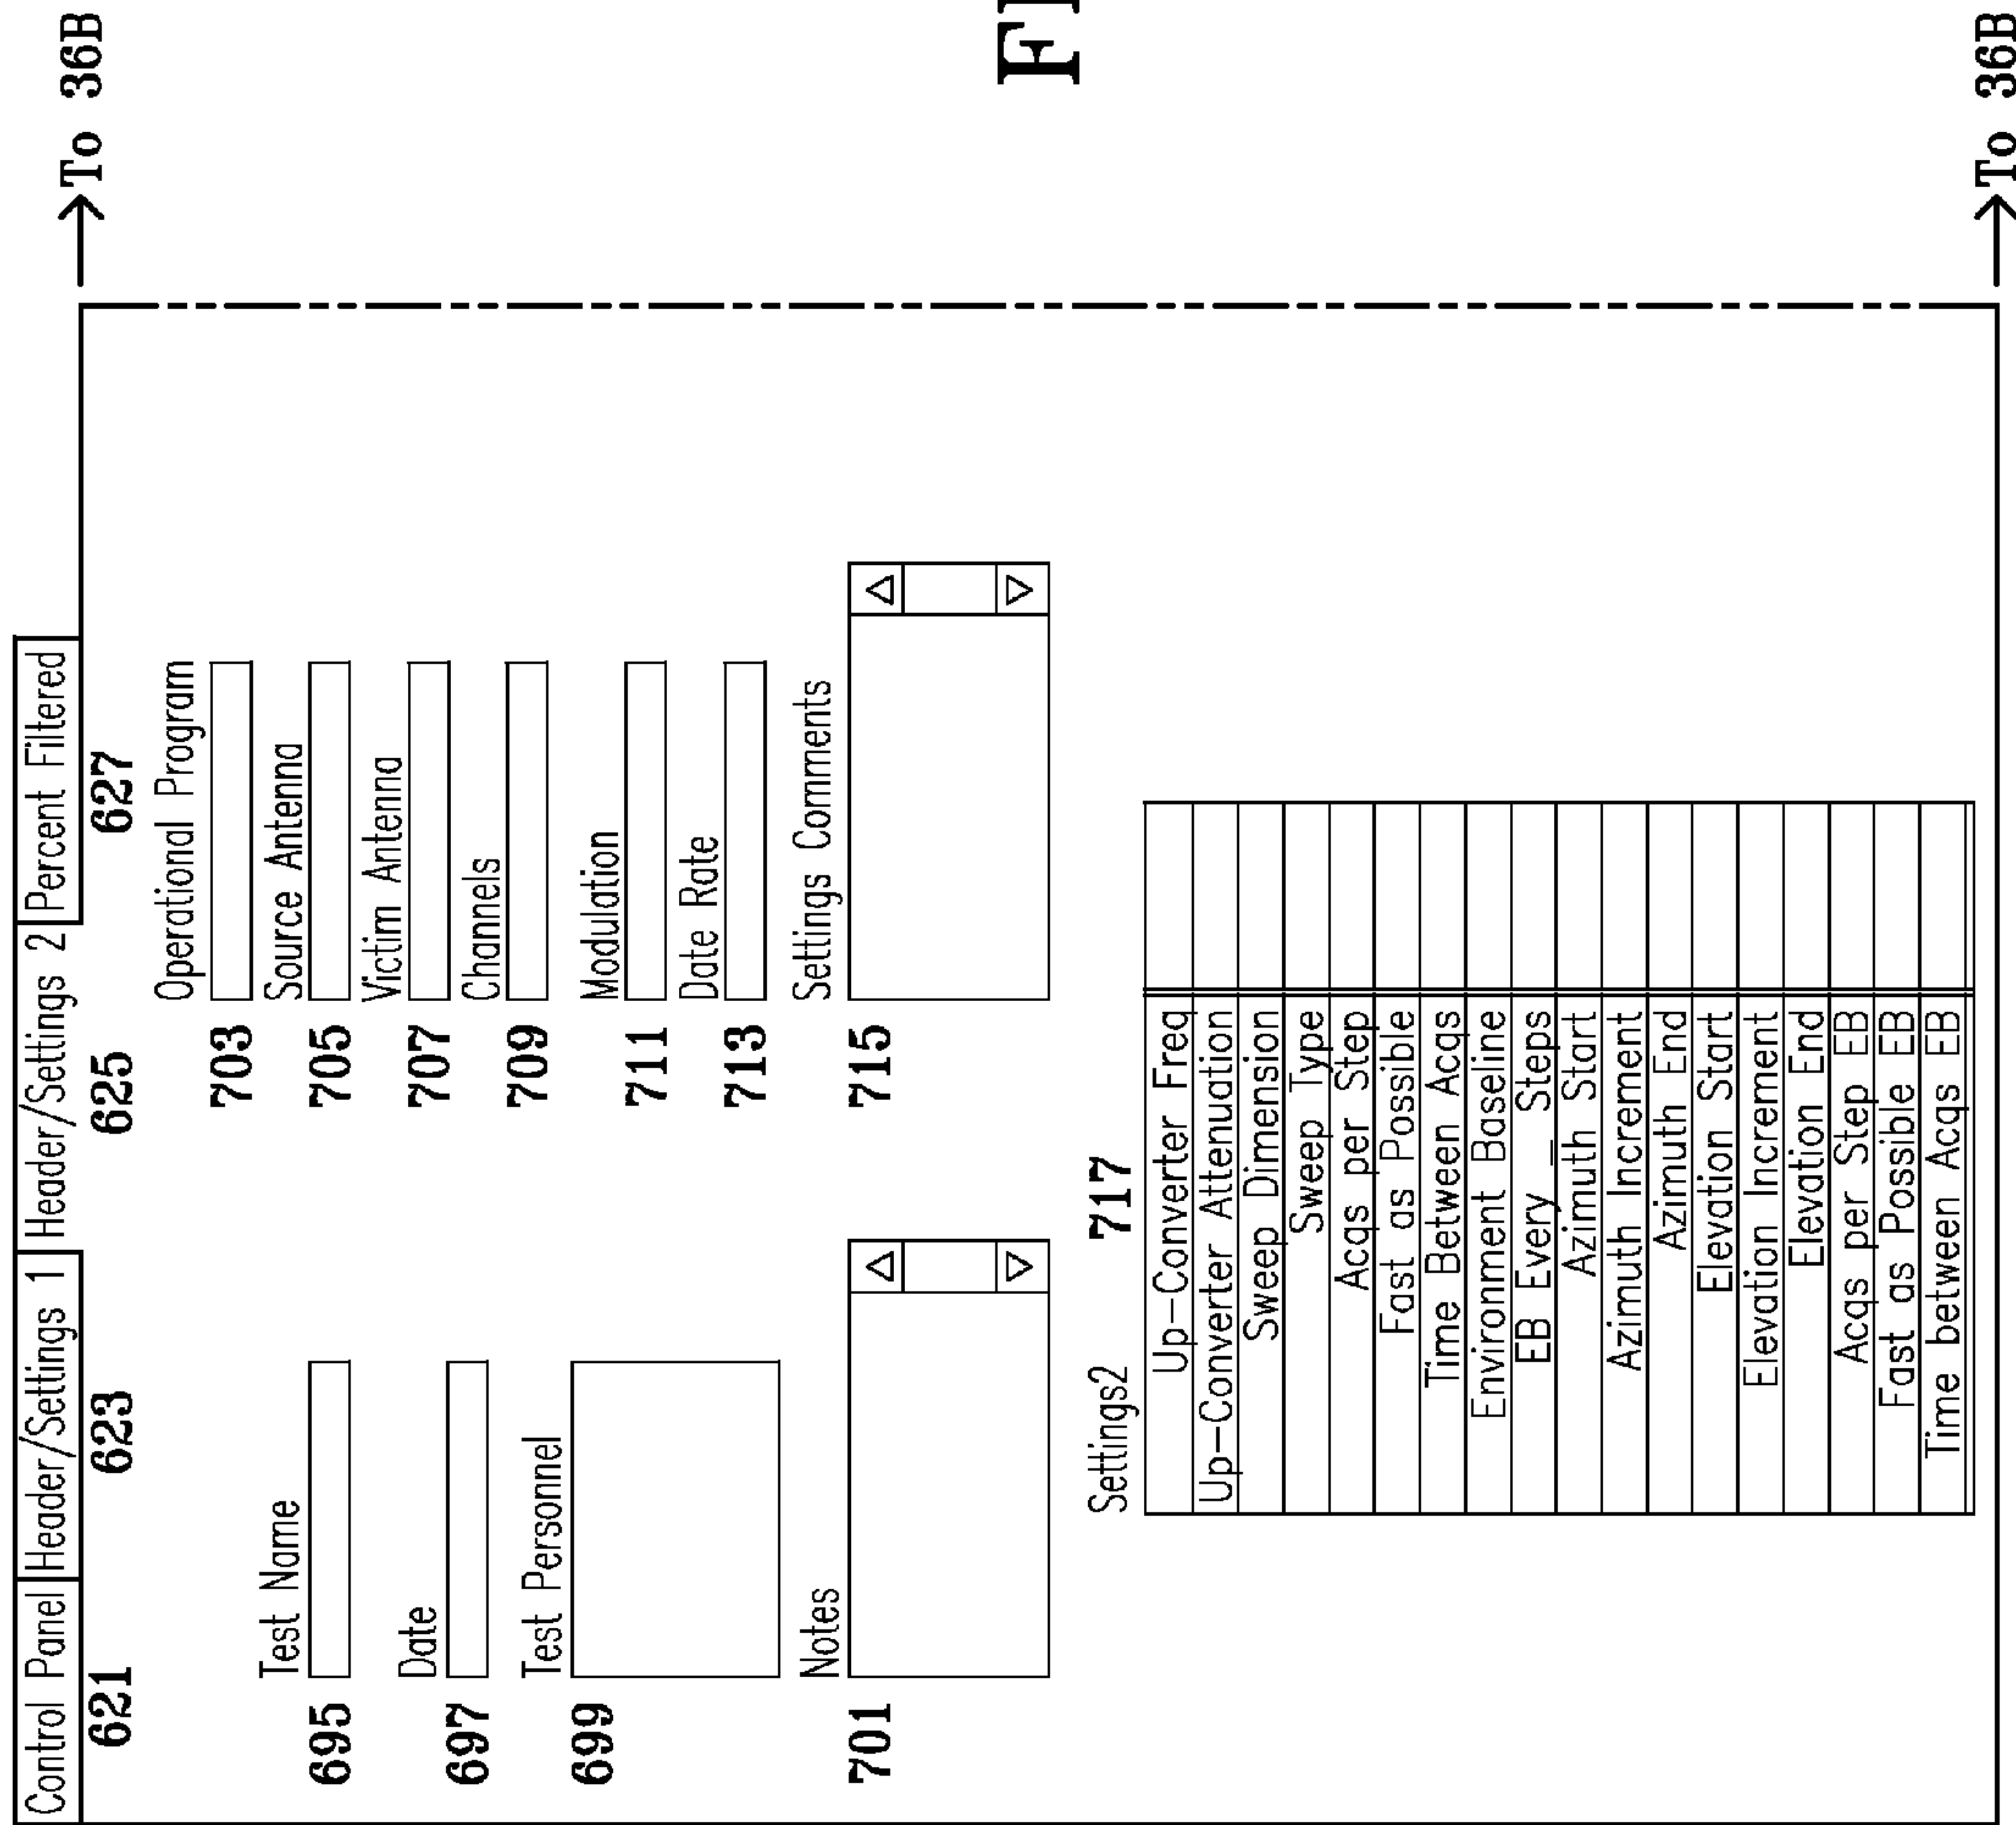 Control Panel Header/Settings 1 Header/Settings 2 Percent Filtered
→To 36B
621 623 625 627
Test Name
695
Date
697
Test Personnel
699
Notes
701
Operational Program
703
Source Antenna
705
Victim Antenna
707
Channels
709
Modulation
711
Date Rate
713
Settings Comments
715
Settings2 717
Up-Converter Freq
Up-Converter Attenuation
Sweep Dimension
Sweep Type
Acqs per Step
Fast as Possible
Time Between Acqs
Environment Baseline
EB Every _ Steps
Azimuth Start
Azimuth Increment
Azimuth End
Elevation Start
Elevation Increment
Elevation End
Acqs per Step EB
Fast as Possible EB
Time between Acqs EB
→To 36B